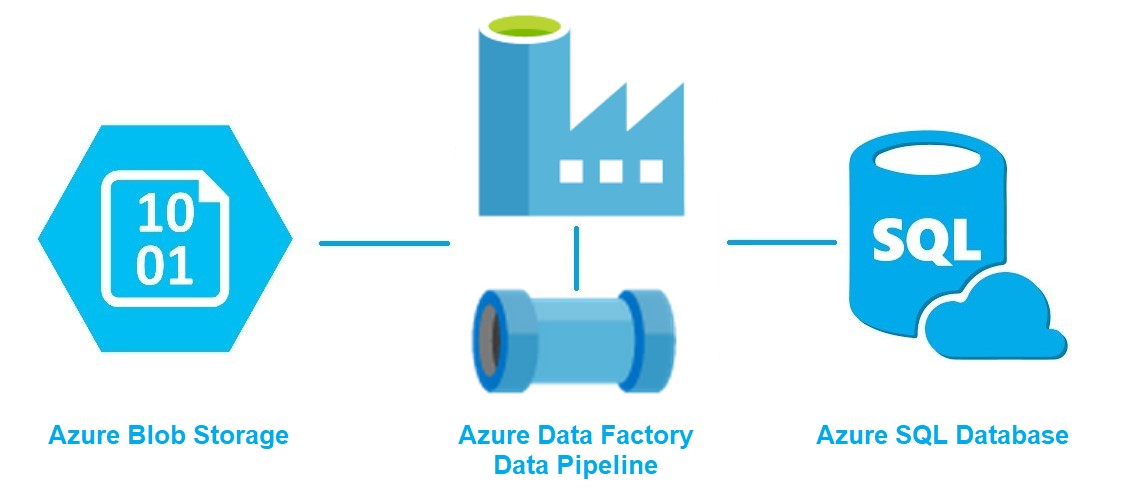 10
01
SQL
Azure Blob Storage
Azure Data Factory
Data Pipeline
Azure SQL Database